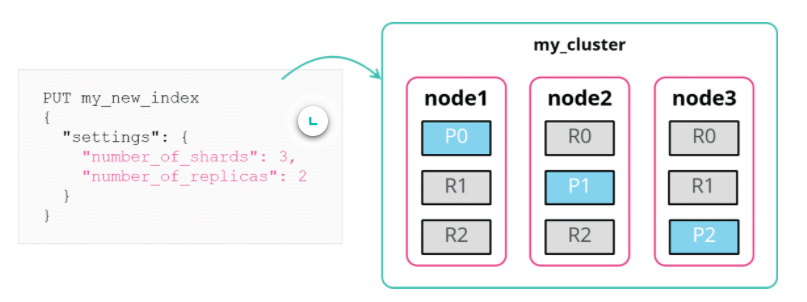 PUT my_new_index
{
"settings": {
"number_of_shards": 3,
"number_of_replicas": 2
}
}
my_cluster
node1
P0
R1
R2
node2
R0
P1
R2
node3
R0
R1
P2